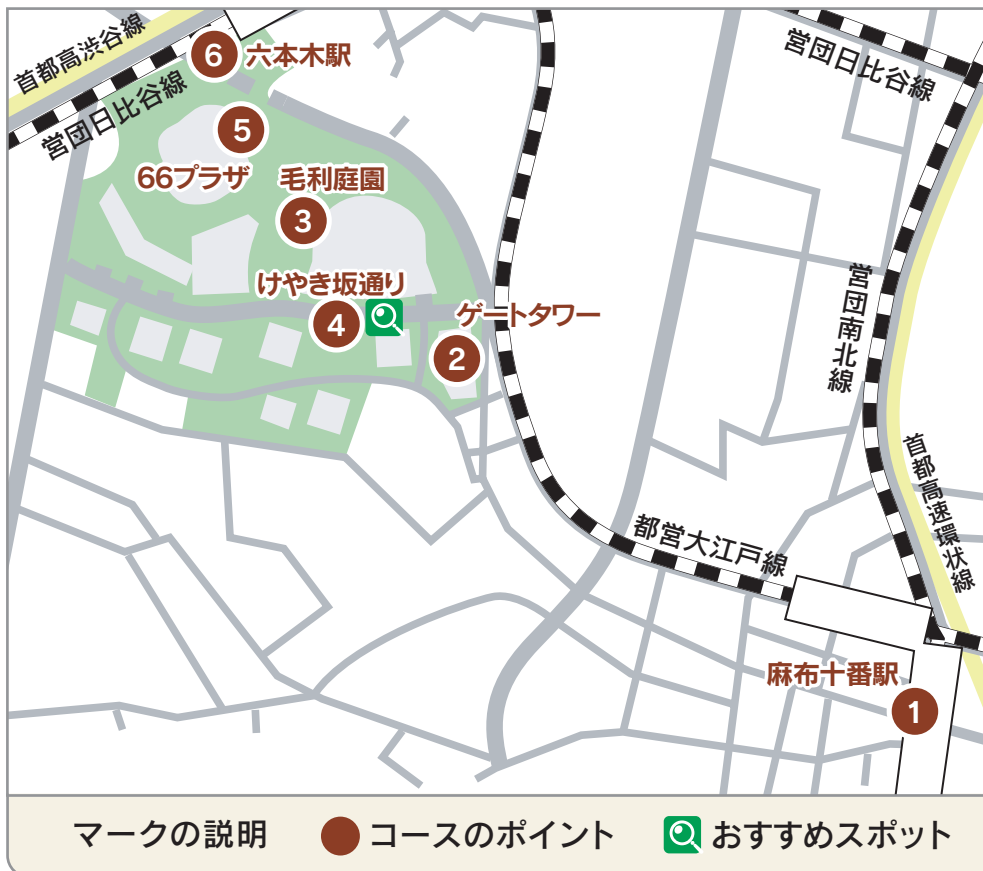 首都高渋谷線
営団日比谷線
6 六本木駅
営団日比谷線
5
66プラザ
毛利庭園
3
けやき坂通り
4
ゲートタワー
2
営団南北線
首都高速環状線
都営大江戸線
麻布十番駅
1
マークの説明 コースのポイント おすすめスポット